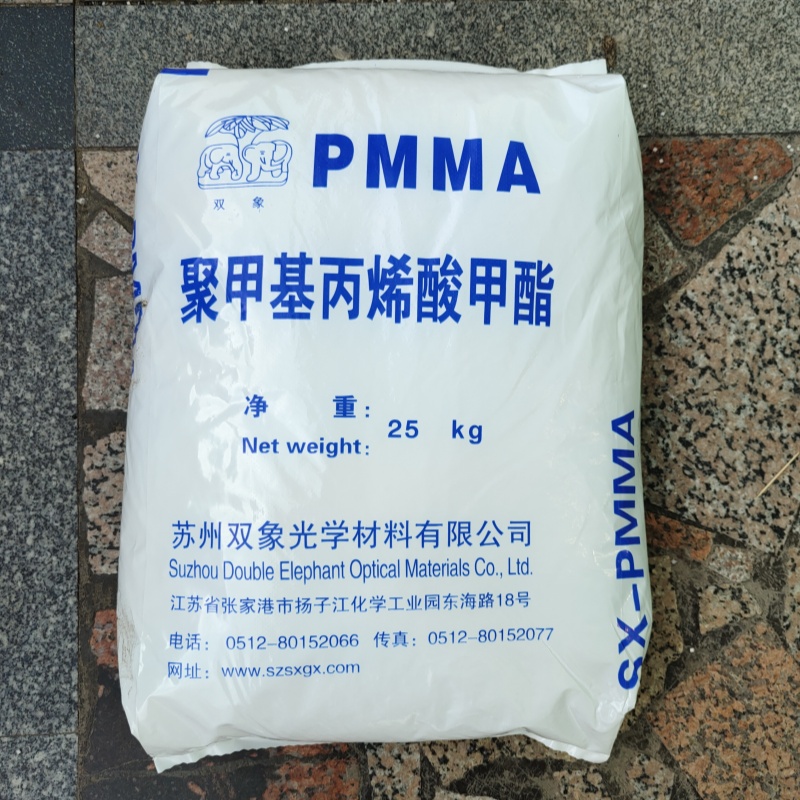 双象
PMMA
聚甲基丙烯酸甲酯
净 重: 25 kg
Net weight:
苏州双象光学材料有限公司
Suzhou Double Elephant Optical Materials Co., Ltd.
江苏省张家港市扬子江化学工业园东海路18号
电话: 0512-80152066 传真: 0512-80152077
网址: www.szsxgx.com
SX-PMMA